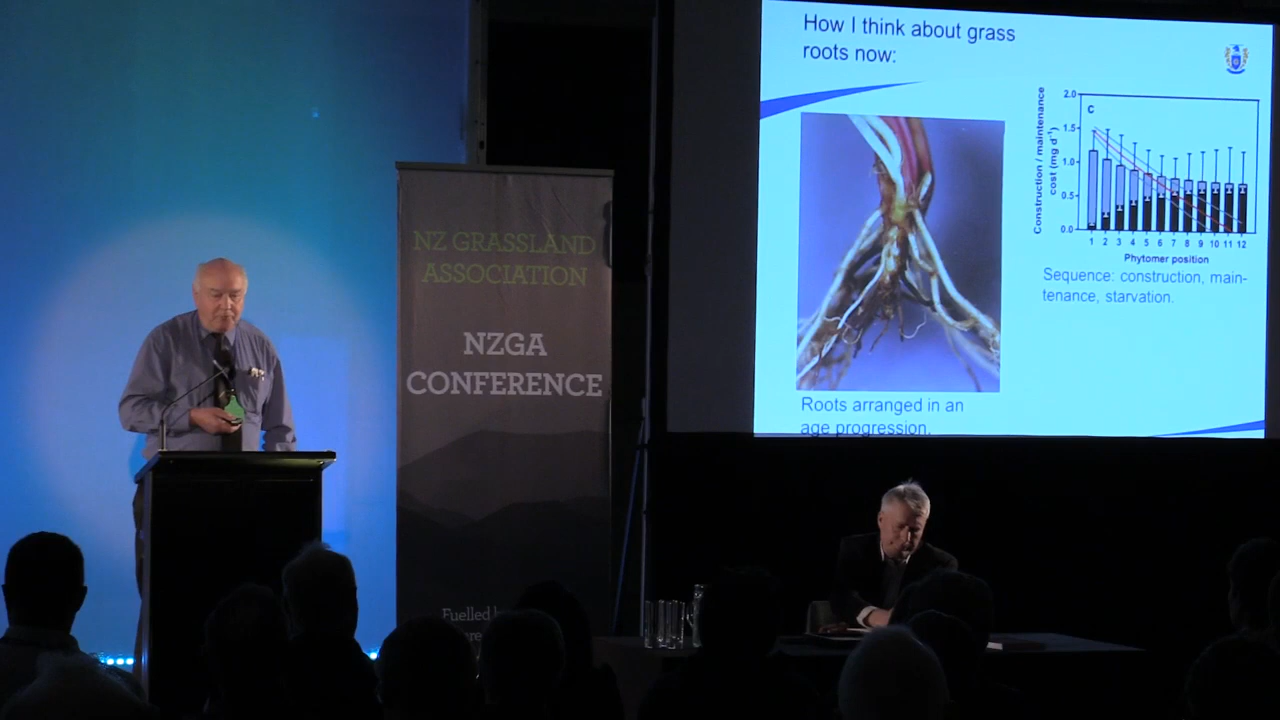 How I think about grass
roots now:
Construction / maintenance
cost (mg d⁻¹)
2.0
1.5
1.0
0.5
0.0
C
1 2 3 4 5 6 7 8 9 10 11 12
Phytomer position
Sequence: construction, main-
tenance, starvation.
Roots arranged in an
age progression.
NZ GRASSLAND
ASSOCIATION
NZGA
CONFERENCE
Fuelled